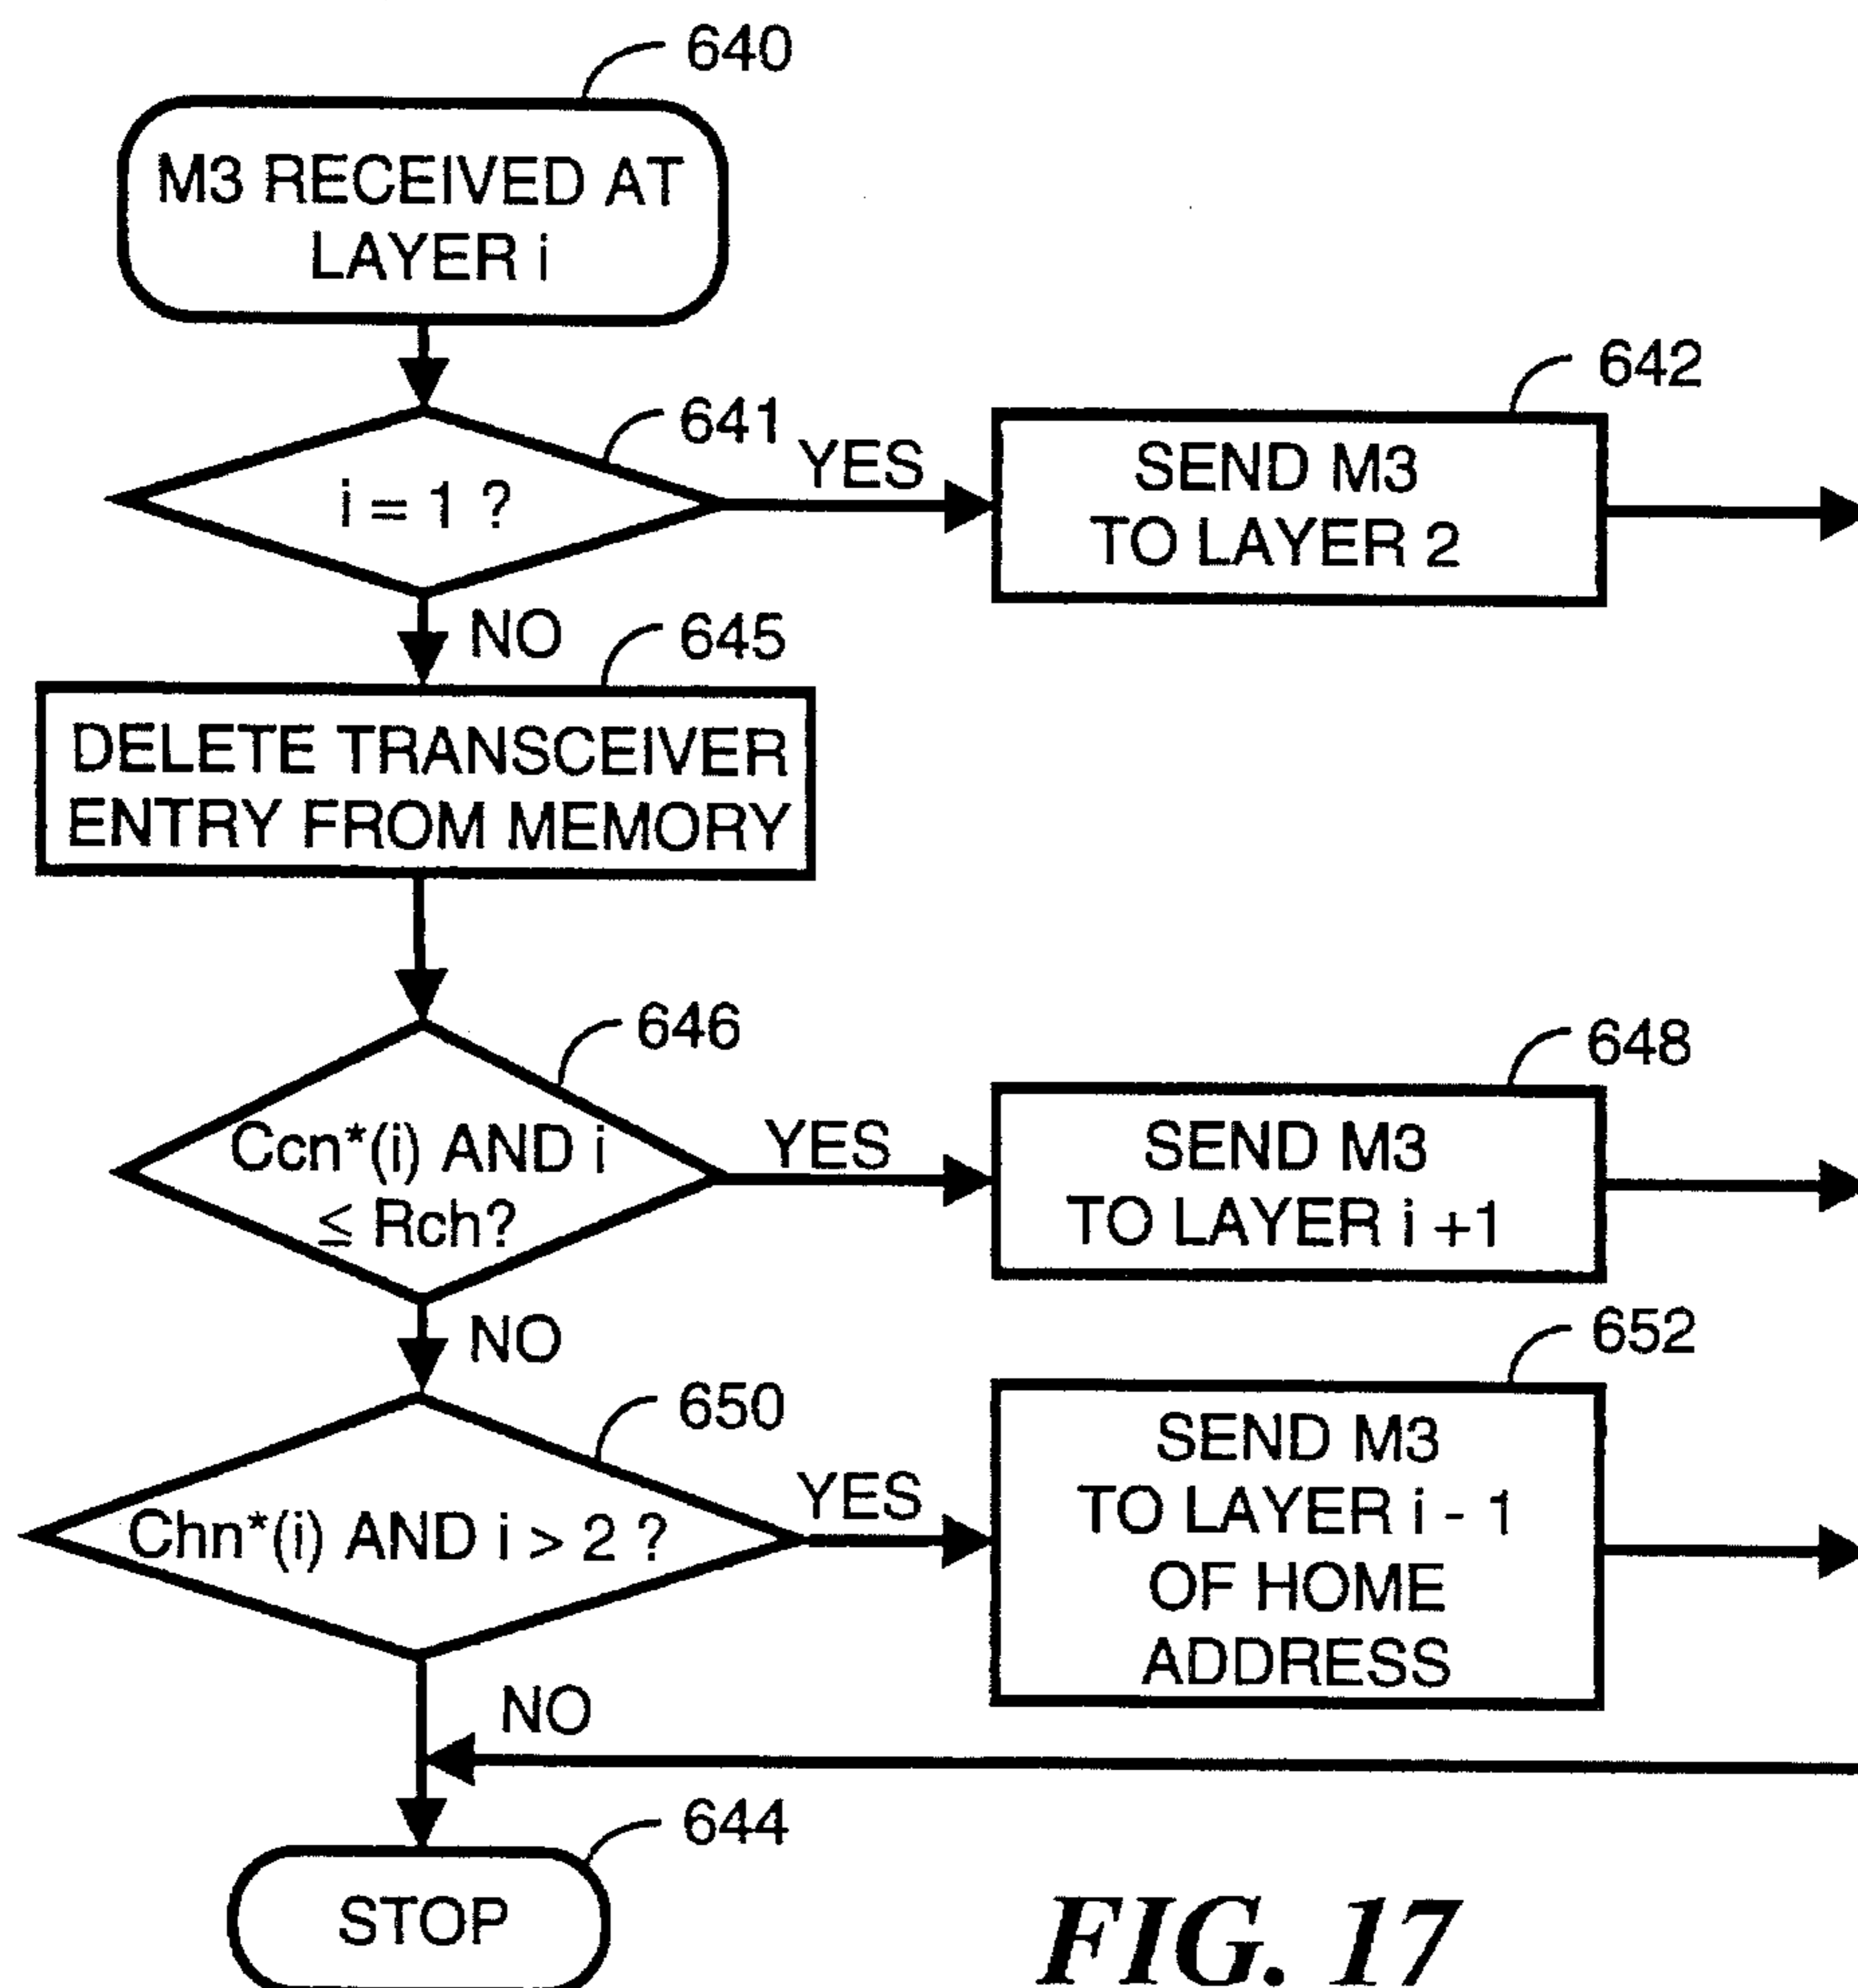 640
M3 RECEIVED AT
LAYER i
641
i = 1 ?
YES
642
SEND M3
TO LAYER 2
NO
645
DELETE TRANSCEIVER
ENTRY FROM MEMORY
646
Ccn*(i) AND i
≤ Rch?
YES
648
SEND M3
TO LAYER i +1
NO
650
Chn*(i) AND i > 2 ?
YES
652
SEND M3
TO LAYER i - 1
OF HOME
ADDRESS
NO
644
STOP
FIG. 17